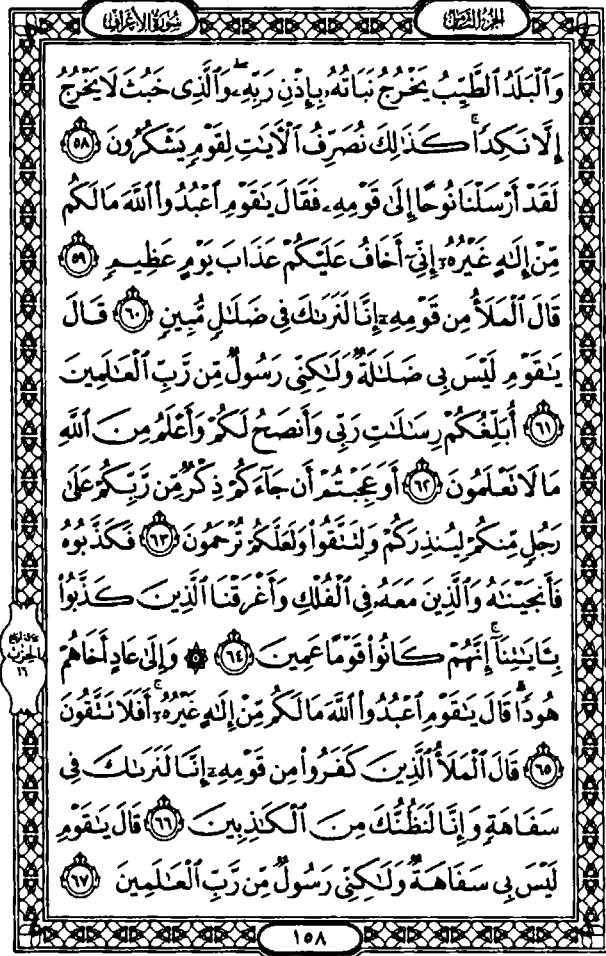 الجزء الثامن
سورة الأعراف
وَٱلْبَلَدُ ٱلطَّيِّبُ يَخْرُجُ نَبَاتُهُۥ بِإِذْنِ رَبِّهِۦ ۖ وَٱلَّذِى خَبُثَ لَا يَخْرُجُ
إِلَّا نَكِدًا ۚ كَذَٰلِكَ نُصَرِّفُ ٱلْءَايَٰتِ لِقَوْمٍ يَشْكُرُونَ ٥٨
لَقَدْ أَرْسَلْنَا نُوحًا إِلَىٰ قَوْمِهِۦ فَقَالَ يَٰقَوْمِ ٱعْبُدُوا۟ ٱللَّهَ مَا لَكُم
مِّنْ إِلَٰهٍ غَيْرُهُۥٓ إِنِّىٓ أَخَافُ عَلَيْكُمْ عَذَابَ يَوْمٍ عَظِيمٍ ٥٩
قَالَ ٱلْمَلَأُ مِن قَوْمِهِۦٓ إِنَّا لَنَرَىٰكَ فِى ضَلَٰلٍ مُّبِينٍ ٦٠ قَالَ
يَٰقَوْمِ لَيْسَ بِى ضَلَٰلَةٌ وَلَٰكِنِّى رَسُولٌ مِّن رَّبِّ ٱلْعَٰلَمِينَ
٦١ أُبَلِّغُكُمْ رِسَٰلَٰتِ رَبِّى وَأَنصَحُ لَكُمْ وَأَعْلَمُ مِنَ ٱللَّهِ
مَا لَا تَعْلَمُونَ ٦٢ أَوَعَجِبْتُمْ أَن جَآءَكُمْ ذِكْرٌ مِّن رَّبِّكُمْ عَلَىٰ
رَجُلٍ مِّنكُمْ لِيُنذِرَكُمْ وَلِتَتَّقُوا۟ وَلَعَلَّكُمْ تُرْحَمُونَ ٦٣ فَكَذَّبُوهُ
فَأَنجَيْنَٰهُ وَٱلَّذِينَ مَعَهُۥ فِى ٱلْفُلْكِ وَأَغْرَقْنَا ٱلَّذِينَ كَذَّبُوا۟
بِـَٔايَٰتِنَآ ۚ إِنَّهُمْ كَانُوا۟ قَوْمًا عَمِينَ ٦٤ ۞ وَإِلَىٰ عَادٍ أَخَاهُمْ
هُودًا ۗ قَالَ يَٰقَوْمِ ٱعْبُدُوا۟ ٱللَّهَ مَا لَكُم مِّنْ إِلَٰهٍ غَيْرُهُۥٓ ۚ أَفَلَا تَتَّقُونَ
٦٥ قَالَ ٱلْمَلَأُ ٱلَّذِينَ كَفَرُوا۟ مِن قَوْمِهِۦٓ إِنَّا لَنَرَىٰكَ فِى
سَفَاهَةٍ وَإِنَّا لَنَظُنُّكَ مِنَ ٱلْكَٰذِبِينَ ٦٦ قَالَ يَٰقَوْمِ
لَيْسَ بِى سَفَاهَةٌ وَلَٰكِنِّى رَسُولٌ مِّن رَّبِّ ٱلْعَٰلَمِينَ ٦٧
الحزب
١٦
١٥٨